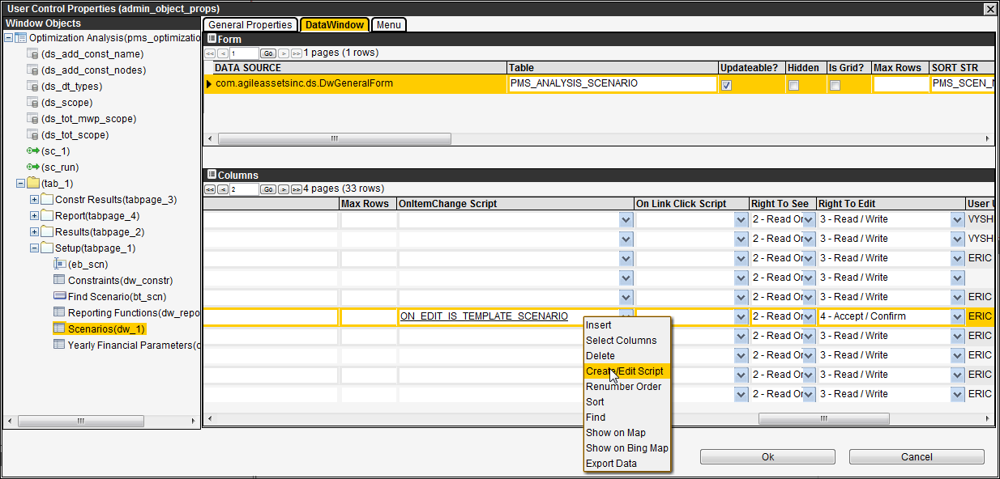 User Control Properties (admin_object_props)
Window Objects
Optimization Analysis(pms_optimizatio
(ds_add_const_name)
(ds_add_const_nodes)
(ds_dt_types)
(ds_scope)
(ds_tot_mwp_scope)
(ds_tot_scope)
(sc_1)
(sc_run)
(tab_1)
Constr Results(tabpage_3)
Report(tabpage_4)
Results(tabpage_2)
Setup(tabpage_1)
(eb_scn)
Constraints(dw_constr)
Find Scenario(bt_scn)
Reporting Functions(dw_repo
Scenarios(dw_1)
Yearly Financial Parameters(d
General Properties DataWindow Menu
Form
<< < 1 Go > >> 1 pages (1 rows)
DATA SOURCE Table Updateable? Hidden Is Grid? Max Rows SORT STR
com.agileassetsinc.ds.DwGeneralForm PMS_ANALYSIS_SCENARIO PMS_SCEN_N
Columns
<< < 2 Go > >> 4 pages (33 rows)
Max Rows OnItemChange Script On Link Click Script Right To See Right To Edit User U
2 - Read Or 3 - Read / Write VYSHI
2 - Read Or 3 - Read / Write VYSHI
2 - Read Or 3 - Read / Write ERIC
2 - Read Or 3 - Read / Write
2 - Read Or 3 - Read / Write ERIC
ON_EDIT_IS_TEMPLATE_SCENARIO 2 - Read Or 4 - Accept / Confirm ERIC
2 - Read Or 3 - Read / Write ERIC
2 - Read Or 3 - Read / Write ERIC
2 - Read Or 3 - Read / Write ERIC
2 - Read Or 3 - Read / Write ERIC
Insert
Select Columns
Delete
Create/Edit Script
Renumber Order
Sort
Find
Show on Map
Show on Bing Map
Export Data
Ok Cancel